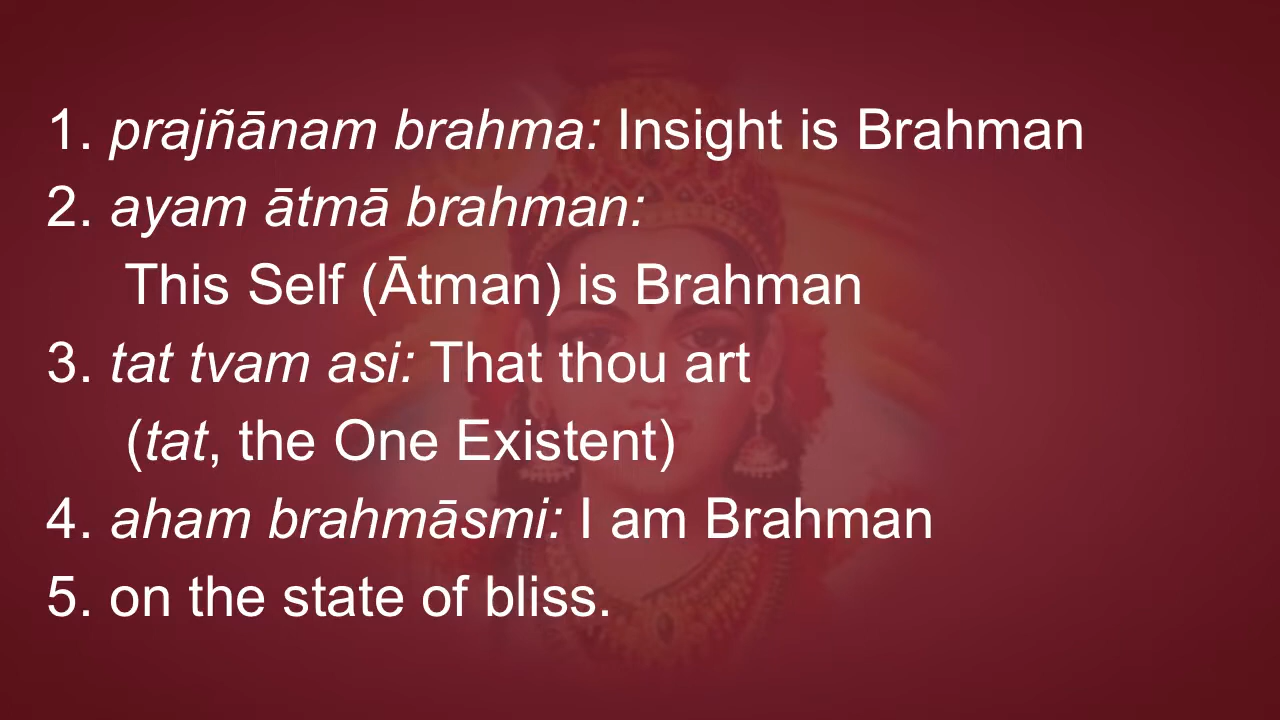 1. prajñānam brahma: Insight is Brahman
2. ayam ātmā brahman:
This Self (Ātman) is Brahman
3. tat tvam asi: That thou art
(tat, the One Existent)
4. aham brahmāsmi: I am Brahman
5. on the state of bliss.